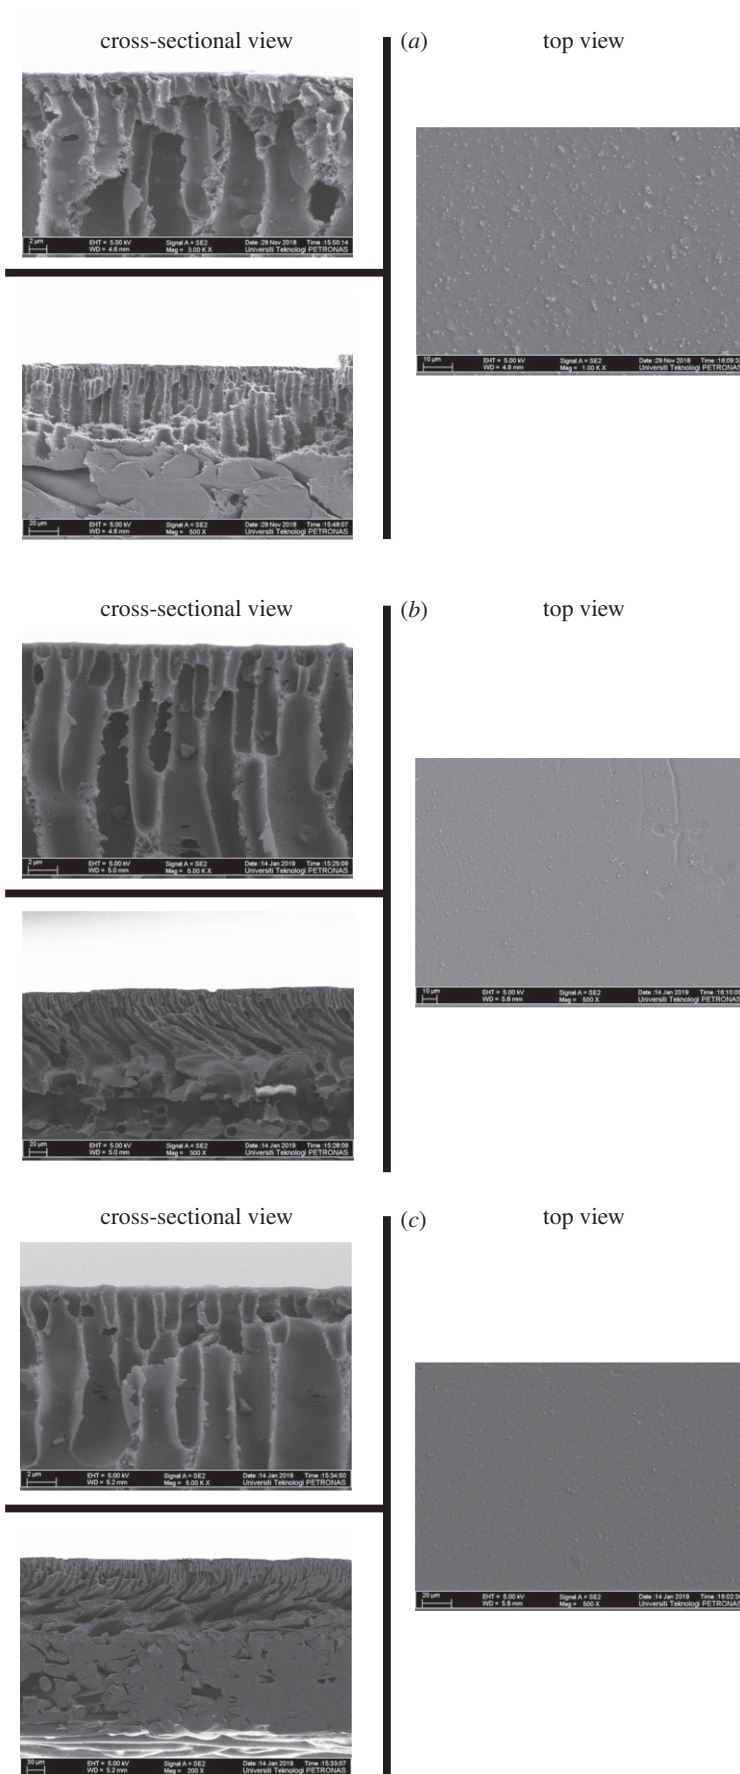 cross-sectional view (a) top view
2 µm EHT = 5.00 kV Signal A = SE2 Date :29 Nov 2018 Time :15:50:14
WD = 4.6 mm Mag = 3.00 K X Universiti Teknologi PETRONAS
10 µm EHT = 5.00 kV Signal A = SE2 Date :29 Nov 2018
WD = 4.9 mm Mag = 1.00 K X Universiti Teknologi PETRONAS
20 µm EHT = 5.00 kV Signal A = SE2 Date :29 Nov 2018 Time :15:48:07
WD = 4.6 mm Mag = 500 X Universiti Teknologi PETRONAS
cross-sectional view (b) top view
2 µm EHT = 5.00 kV Signal A = SE2 Date :14 Jan 2019 Time :15:25:09
WD = 5.0 mm Mag = 5.00 K X Universiti Teknologi PETRONAS
10 µm EHT = 5.00 kV Signal A = SE2 Date :14 Jan 2019
WD = 5.8 mm Mag = 500 X Universiti Teknologi PETRONAS
20 µm EHT = 5.00 kV Signal A = SE2 Date :14 Jan 2019 Time :15:28:09
WD = 5.0 mm Mag = 300 X Universiti Teknologi PETRONAS
cross-sectional view (c) top view
2 µm EHT = 5.00 kV Signal A = SE2 Date :14 Jan 2019 Time :15:34:50
WD = 5.2 mm Mag = 5.00 K X Universiti Teknologi PETRONAS
20 µm EHT = 5.00 kV Signal A = SE2 Date :14 Jan 2019
WD = 5.6 mm Mag = 500 X Universiti Teknologi PETRONAS
30 µm EHT = 5.00 kV Signal A = SE2 Date :14 Jan 2019 Time :15:33:07
WD = 5.2 mm Mag = 200 X Universiti Teknologi PETRONAS